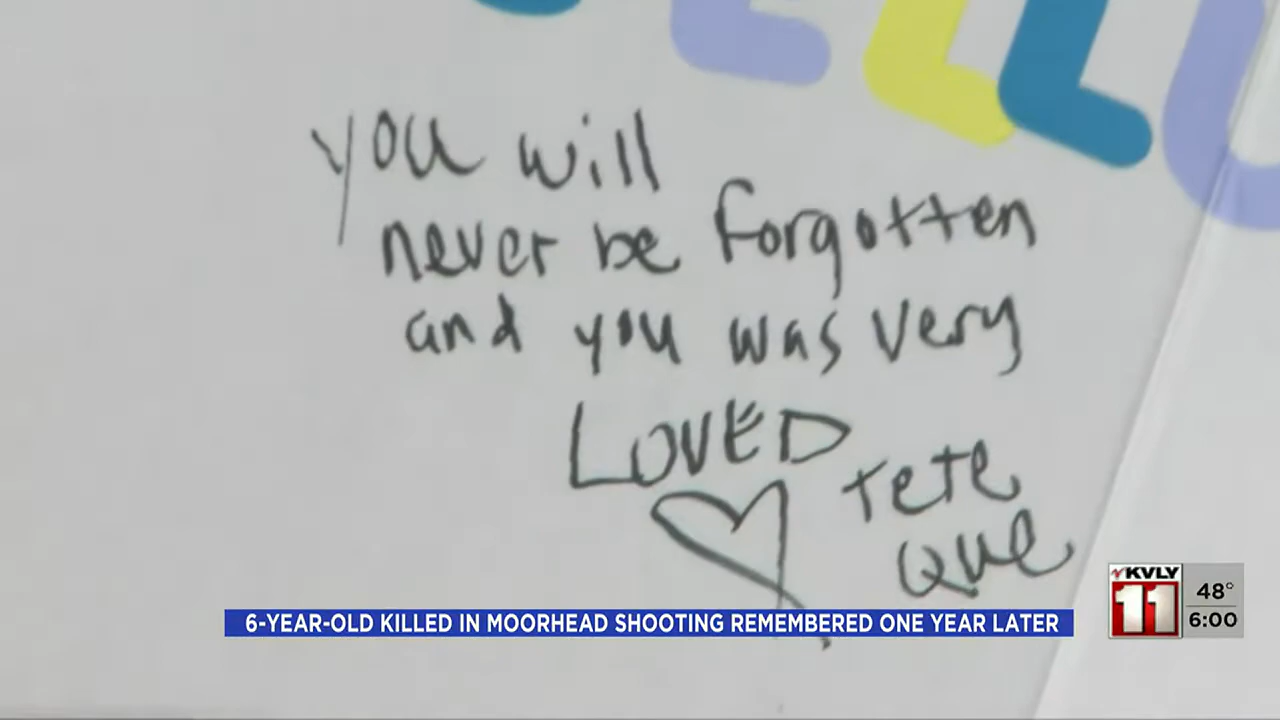 you will
never be forgotten
and you was very
LOVED
TETE
Que
6-YEAR-OLD KILLED IN MOORHEAD SHOOTING REMEMBERED ONE YEAR LATER
KVLY
11
48°
6:00